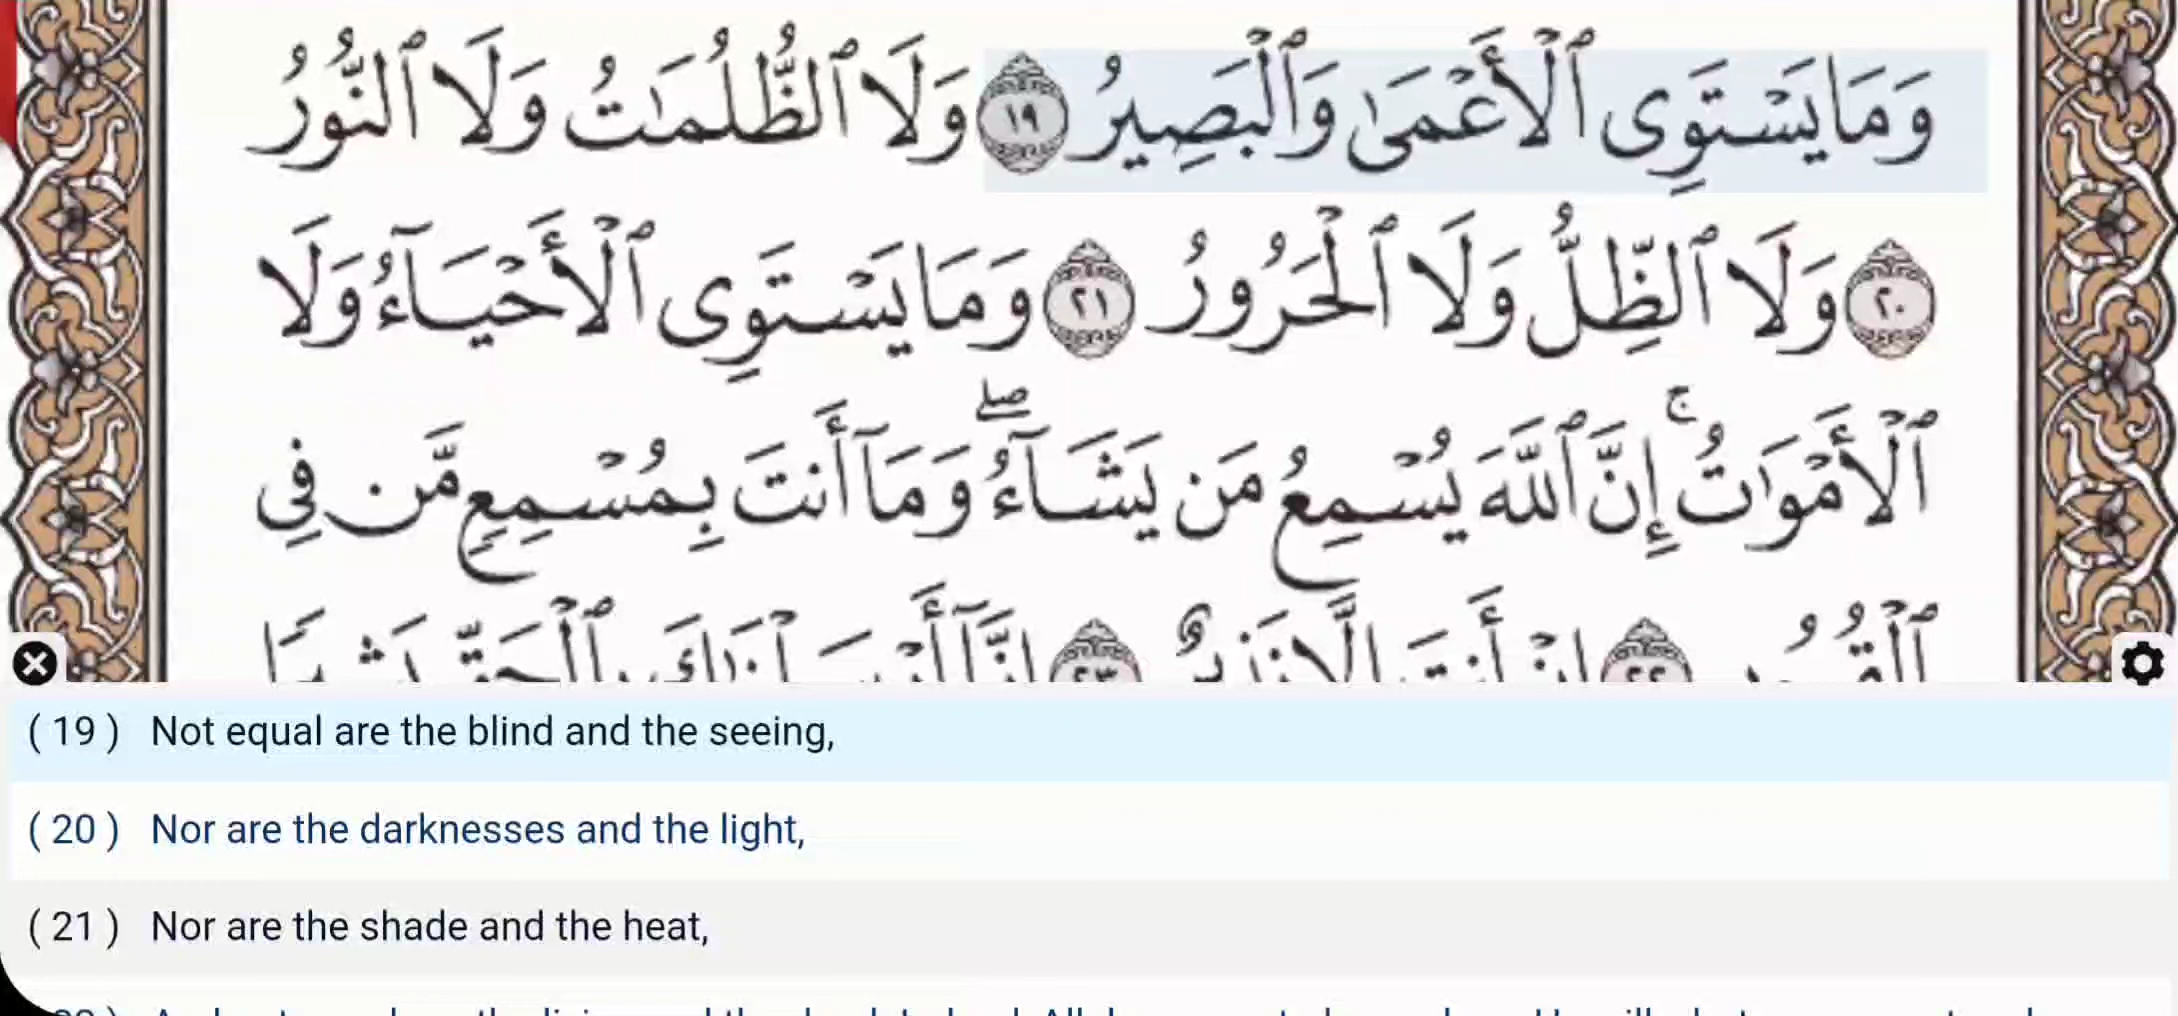 وَمَا يَسْتَوِى ٱلْأَعْمَىٰ وَٱلْبَصِيرُ ١٩ وَلَا ٱلظُّلُمَـٰتُ وَلَا ٱلنُّورُ
٢٠ وَلَا ٱلظِّلُّ وَلَا ٱلْحَرُورُ ٢١ وَمَا يَسْتَوِى ٱلْأَحْيَآءُ وَلَا
ٱلْأَمْوَٰتُ ۚ إِنَّ ٱللَّهَ يُسْمِعُ مَن يَشَآءُ ۖ وَمَآ أَنتَ بِمُسْمِعٍ مَّن فِى
( 19 ) Not equal are the blind and the seeing,
( 20 ) Nor are the darknesses and the light,
( 21 ) Nor are the shade and the heat,